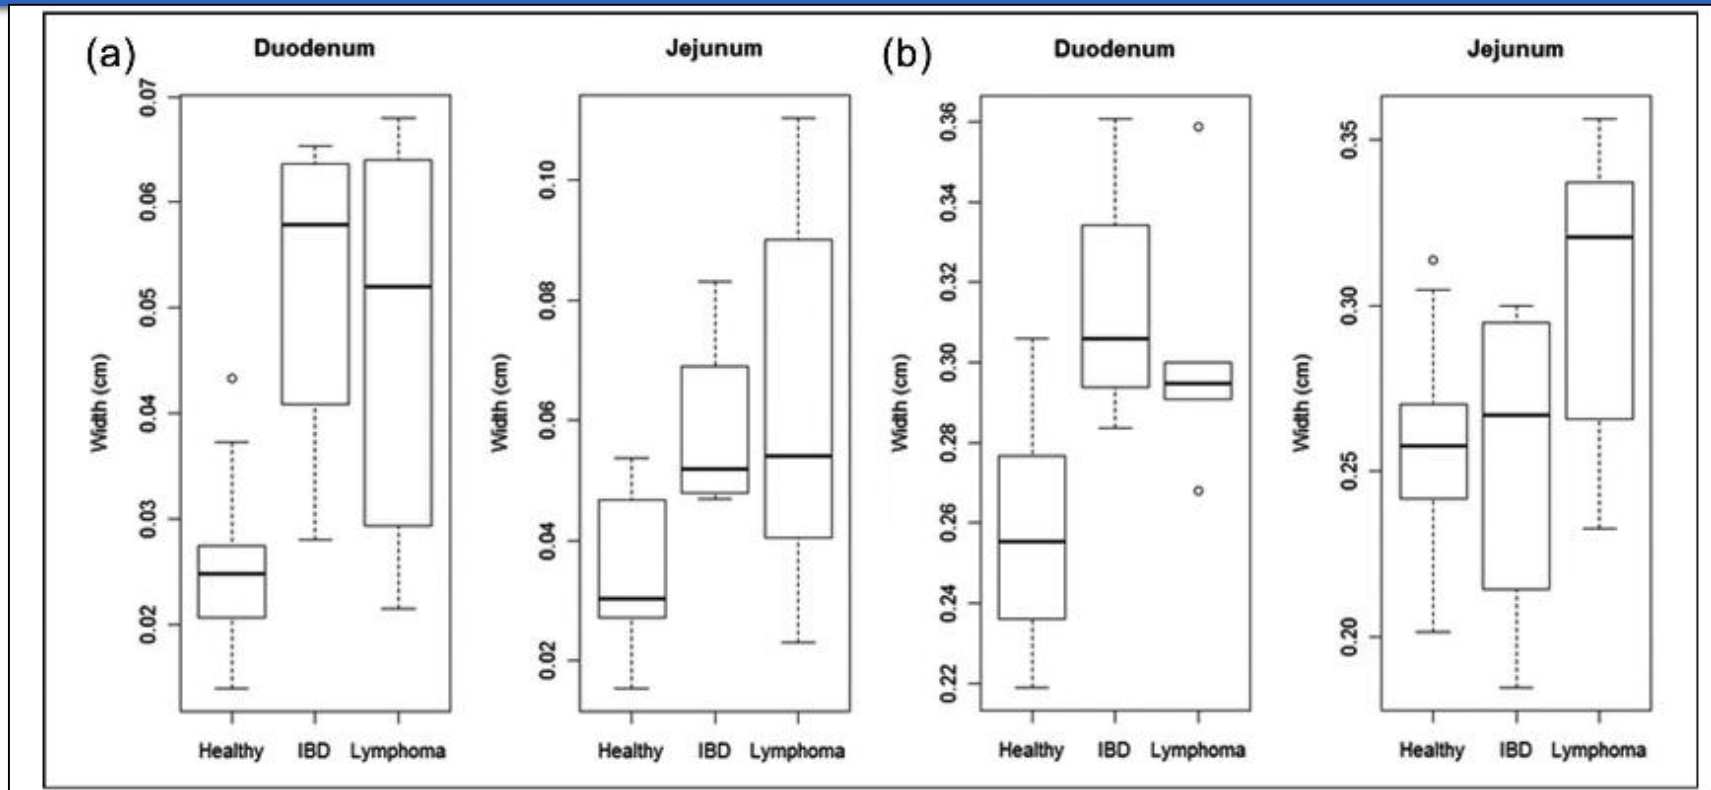 (a)
Duodenum
Width (cm)
0.07
0.06
0.05
0.04
0.03
0.02
Healthy IBD Lymphoma
Jejunum
Width (cm)
0.10
0.08
0.06
0.04
0.02
Healthy IBD Lymphoma
(b)
Duodenum
Width (cm)
0.36
0.34
0.32
0.30
0.28
0.26
0.24
0.22
Healthy IBD Lymphoma
Jejunum
Width (cm)
0.35
0.30
0.25
0.20
Healthy IBD Lymphoma